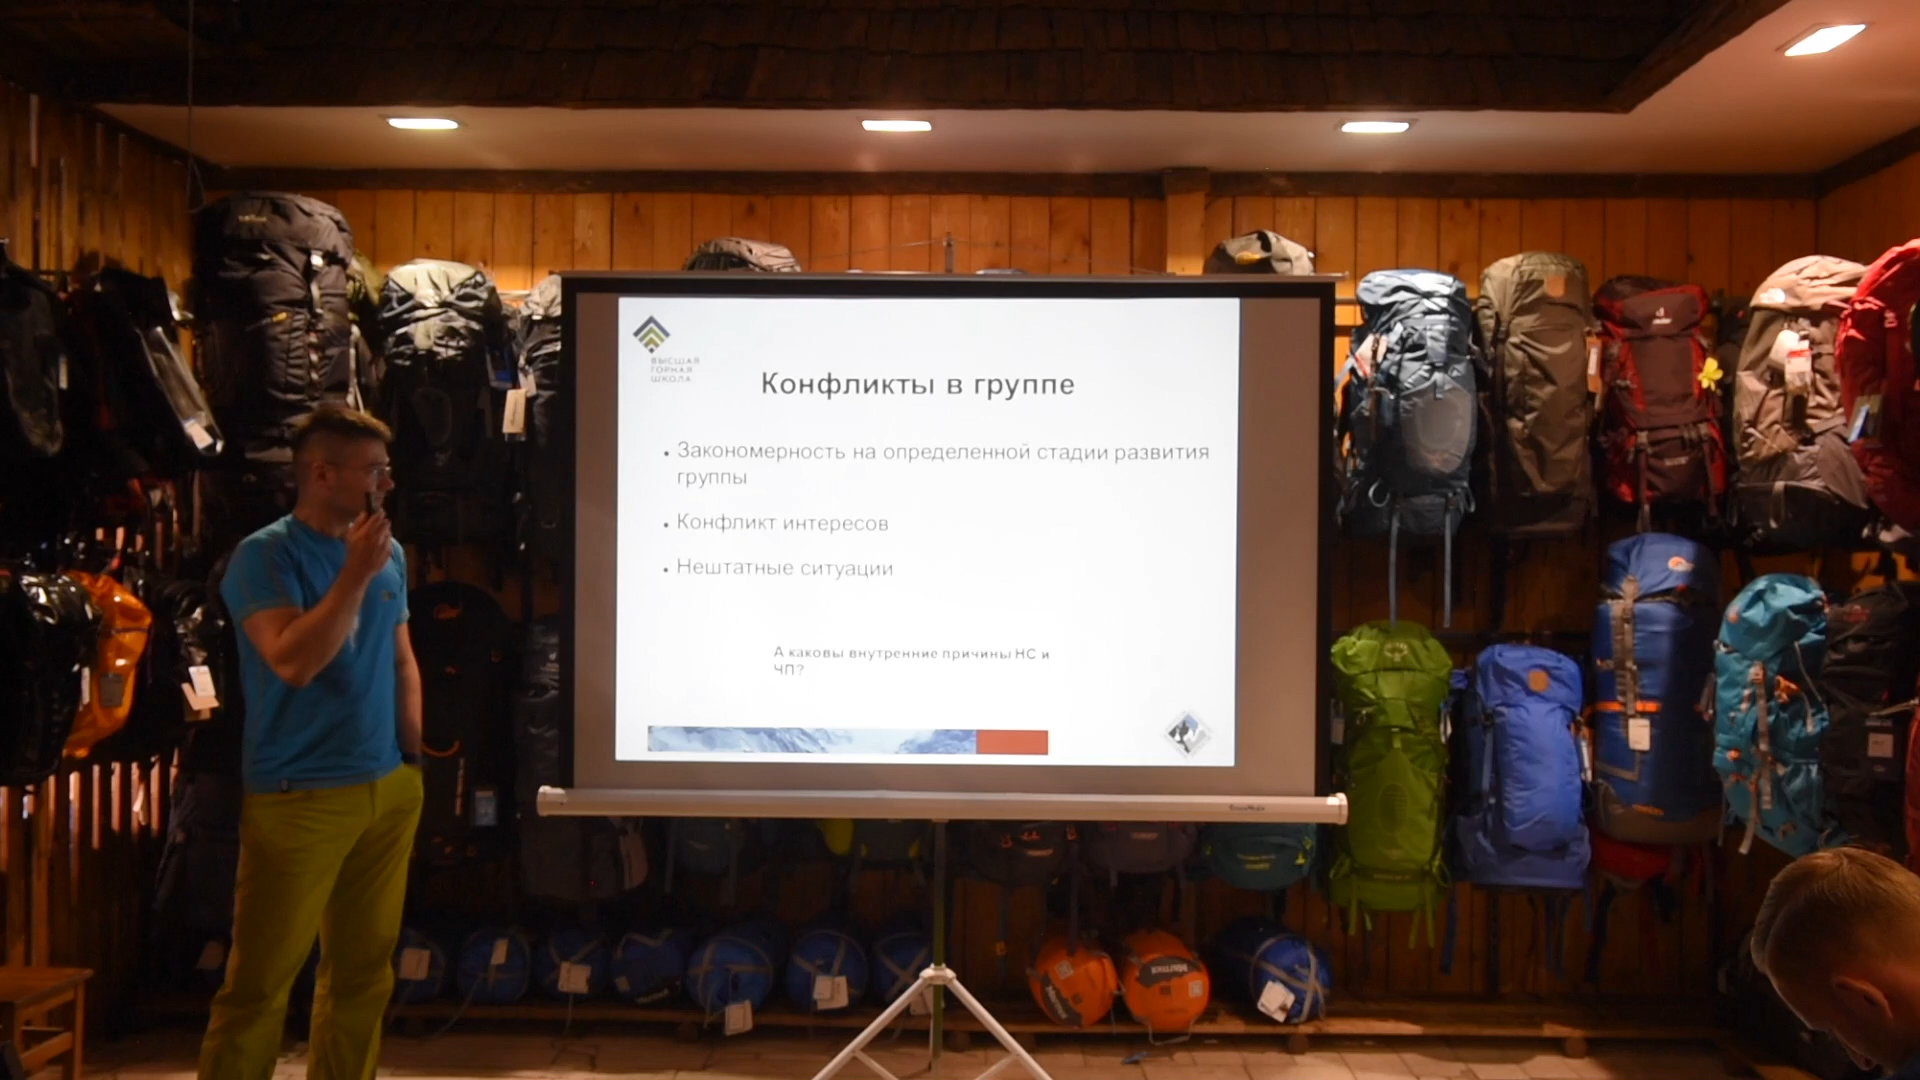 ВЫСШАЯ
ГОРНАЯ
ШКОЛА
Конфликты в группе
• Закономерность на определенной стадии развития
группы
• Конфликт интересов
• Нештатные ситуации
А каковы внутренние причины НС и
ЧП?